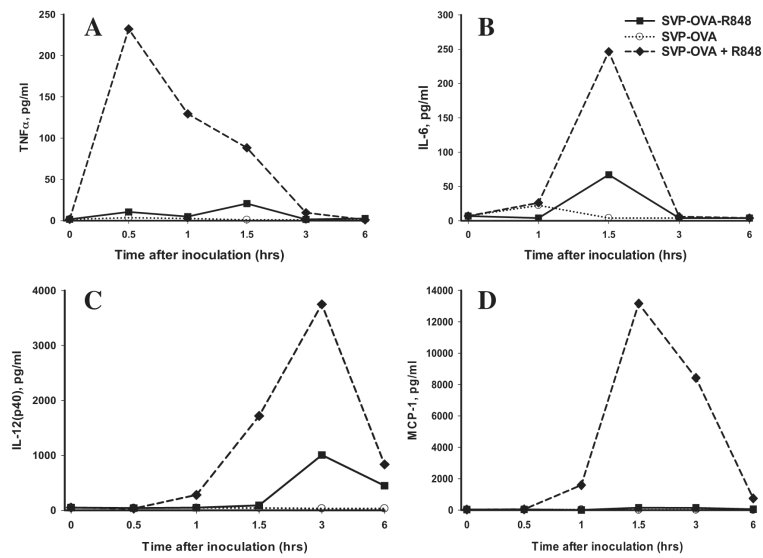 A
TNFα, pg/ml
250
200
150
100
50
0
0 0.5 1 1.5 3 6
Time after inoculation (hrs)
B
IL-6, pg/ml
300
250
200
150
100
50
0
0 1 1.5 3 6
Time after inoculation (hrs)
SVP-OVA-R848
SVP-OVA
SVP-OVA + R848
C
IL-12(p40), pg/ml
4000
3000
2000
1000
0
0 0.5 1 1.5 3 6
Time after inoculation (hrs)
D
MCP-1, pg/ml
14000
12000
10000
8000
6000
4000
2000
0
0 0.5 1 1.5 3 6
Time after inoculation (hrs)